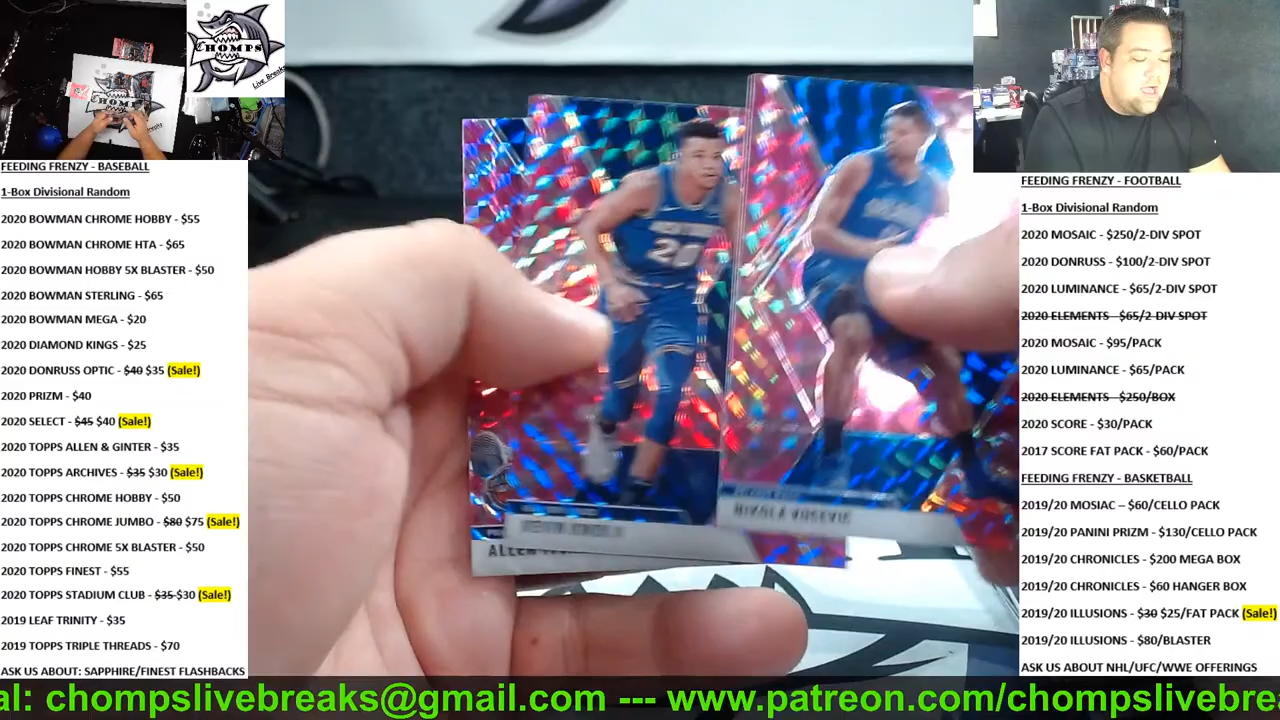 CHOMPS
Live Breaks
FEEDING FRENZY - BASEBALL
1-Box Divisional Random
2020 BOWMAN CHROME HOBBY - $55
2020 BOWMAN CHROME HTA - $65
2020 BOWMAN HOBBY 5X BLASTER - $50
2020 BOWMAN STERLING - $65
2020 BOWMAN MEGA - $20
2020 DIAMOND KINGS - $25
2020 DONRUSS OPTIC - $40 $35 (Sale!)
2020 PRIZM - $40
2020 SELECT - $45 $40 (Sale!)
2020 TOPPS ALLEN & GINTER - $35
2020 TOPPS ARCHIVES - $35 $30 (Sale!)
2020 TOPPS CHROME HOBBY - $50
2020 TOPPS CHROME JUMBO - $80 $75 (Sale!)
2020 TOPPS CHROME 5X BLASTER - $50
2020 TOPPS FINEST - $55
2020 TOPPS STADIUM CLUB - $35 $30 (Sale!)
2019 LEAF TRINITY - $35
2019 TOPPS TRIPLE THREADS - $70
ASK US ABOUT: SAPPHIRE/FINEST FLASHBACKS
20
NIKOLA VUCEVIC
ALLEN
FEEDING FRENZY - FOOTBALL
1-Box Divisional Random
2020 MOSAIC - $250/2-DIV SPOT
2020 DONRUSS - $100/2-DIV SPOT
2020 LUMINANCE - $65/2-DIV SPOT
2020 ELEMENTS - $65/2 DIV SPOT
2020 MOSAIC - $95/PACK
2020 LUMINANCE - $65/PACK
2020 ELEMENTS - $250/BOX
2020 SCORE - $30/PACK
2017 SCORE FAT PACK - $60/PACK
FEEDING FRENZY - BASKETBALL
2019/20 MOSIAC – $60/CELLO PACK
2019/20 PANINI PRIZM - $130/CELLO PACK
2019/20 CHRONICLES - $200 MEGA BOX
2019/20 CHRONICLES - $60 HANGER BOX
2019/20 ILLUSIONS - $30 $25/FAT PACK (Sale!)
2019/20 ILLUSIONS - $80/BLASTER
ASK US ABOUT NHL/UFC/WWE OFFERINGS
al: chompslivebreaks@gmail.com --- www.patreon.com/chompslivebrea